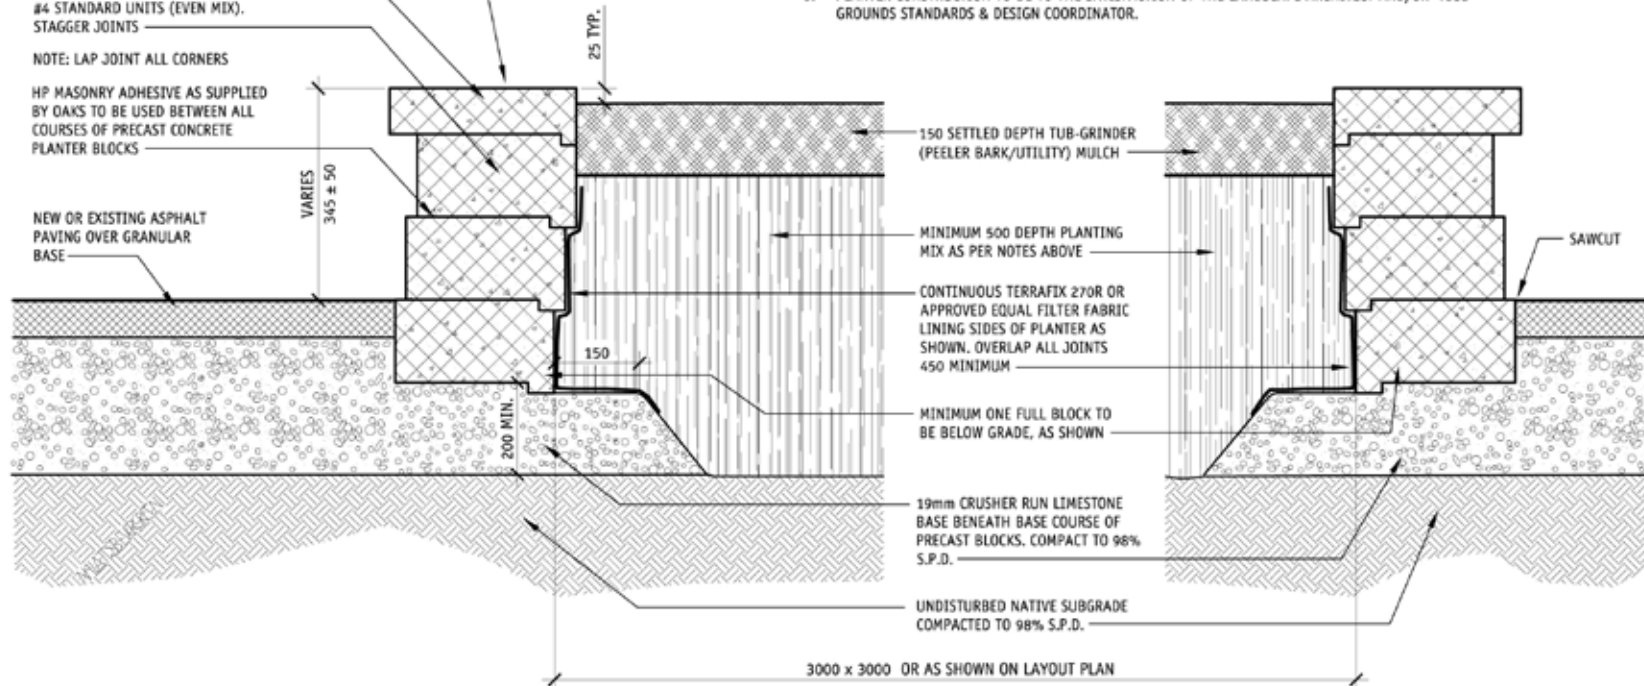 #4 STANDARD UNITS (EVEN MIX).
STAGGER JOINTS
NOTE: LAP JOINT ALL CORNERS
HP MASONRY ADHESIVE AS SUPPLIED
BY OAKS TO BE USED BETWEEN ALL
COURSES OF PRECAST CONCRETE
PLANTER BLOCKS
NEW OR EXISTING ASPHALT
PAVING OVER GRANULAR
BASE
VARIES
345 ± 50
25 TYP.
GROUNDS STANDARDS & DESIGN COORDINATOR.
150 SETTLED DEPTH TUB-GRINDER
(PEELER BARK/UTILITY) MULCH
MINIMUM 500 DEPTH PLANTING
MIX AS PER NOTES ABOVE
CONTINUOUS TERRAFIX 270R OR
APPROVED EQUAL FILTER FABRIC
LINING SIDES OF PLANTER AS
SHOWN. OVERLAP ALL JOINTS
450 MINIMUM
SAWCUT
150
200 MIN.
MINIMUM ONE FULL BLOCK TO
BE BELOW GRADE, AS SHOWN
19mm CRUSHER RUN LIMESTONE
BASE BENEATH BASE COURSE OF
PRECAST BLOCKS. COMPACT TO 98%
S.P.D.
UNDISTURBED NATIVE SUBGRADE
COMPACTED TO 98% S.P.D.
3000 x 3000 OR AS SHOWN ON LAYOUT PLAN